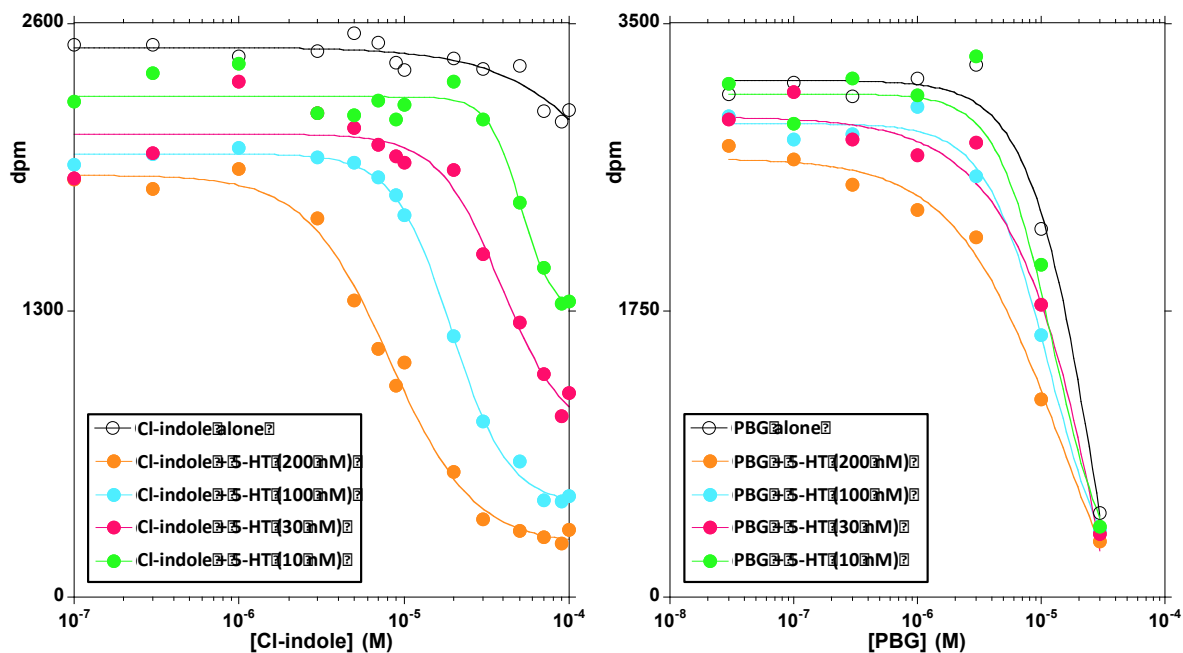 2600
1300
0
dpm
10-7
10-6
10-5
10-4
[Cl-indole] (M)
Cl-indole alone
Cl-indole + 5-HT (200 nM)
Cl-indole + 5-HT (100 nM)
Cl-indole + 5-HT (30 nM)
Cl-indole + 5-HT (10 nM)
3500
1750
0
dpm
10-8
10-7
10-6
10-5
10-4
[PBG] (M)
PBG alone
PBG + 5-HT (200 nM)
PBG + 5-HT (100 nM)
PBG + 5-HT (30 nM)
PBG + 5-HT (10 nM)